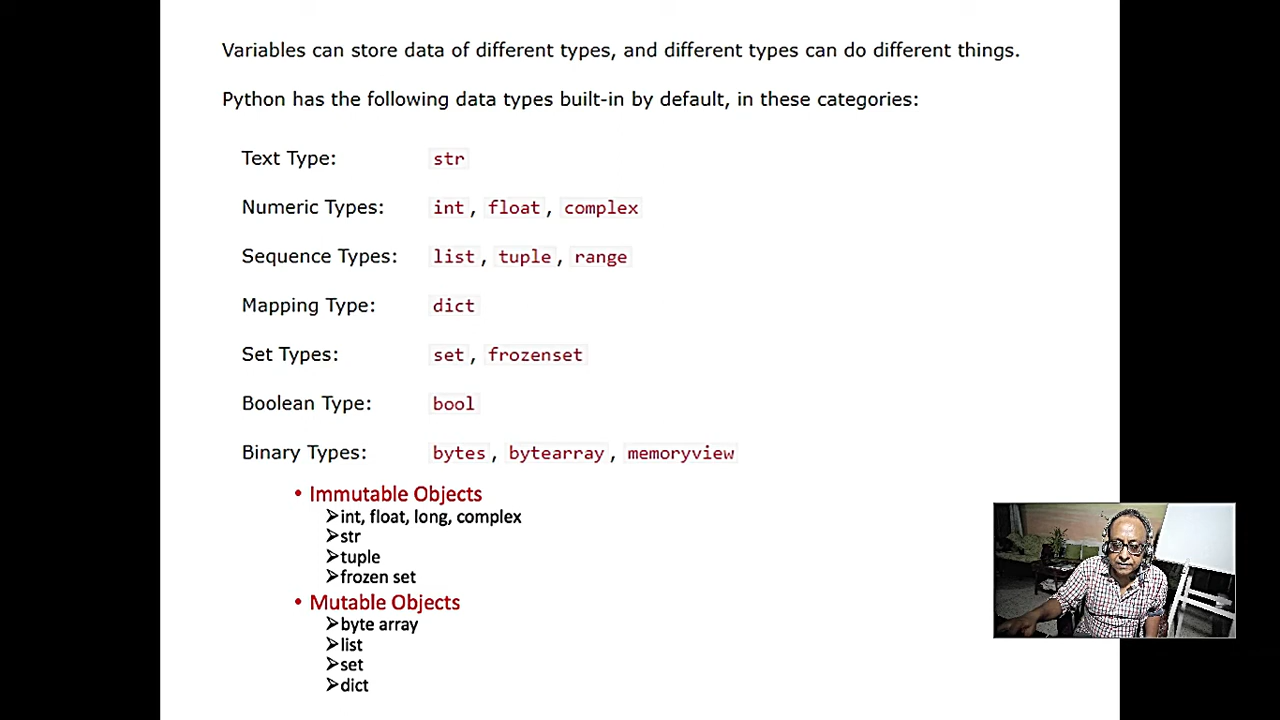 Variables can store data of different types, and different types can do different things.
Python has the following data types built-in by default, in these categories:
Text Type: str
Numeric Types: int, float, complex
Sequence Types: list, tuple, range
Mapping Type: dict
Set Types: set, frozenset
Boolean Type: bool
Binary Types: bytes, bytearray, memoryview
• Immutable Objects
➢int, float, long, complex
➢str
➢tuple
➢frozen set
• Mutable Objects
➢byte array
➢list
➢set
➢dict